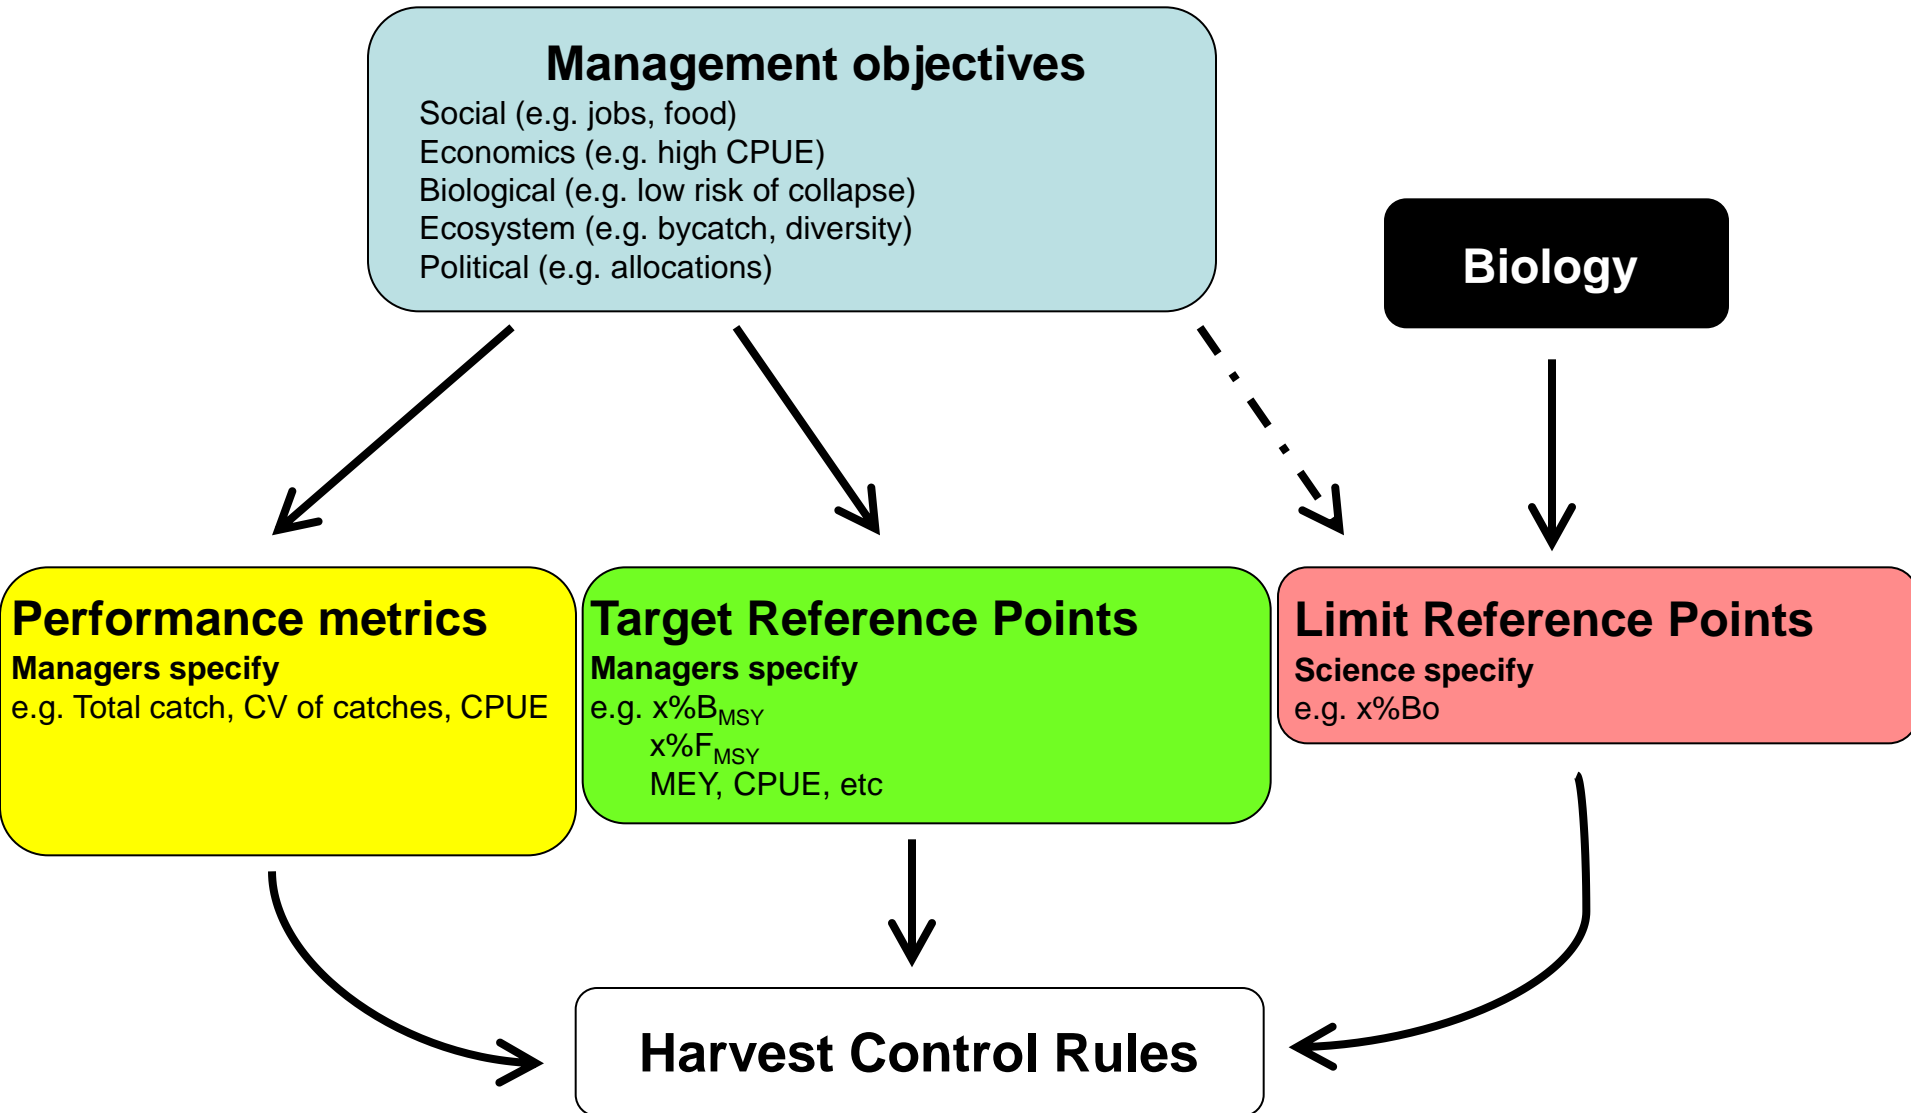 Management objectives
Social (e.g. jobs, food)
Economics (e.g. high CPUE)
Biological (e.g. low risk of collapse)
Ecosystem (e.g. bycatch, diversity)
Political (e.g. allocations)
Biology
Performance metrics
Managers specify
e.g. Total catch, CV of catches, CPUE
Target Reference Points
Managers specify
e.g. x%BMSY
x%FMSY
MEY, CPUE, etc
Limit Reference Points
Science specify
e.g. x%Bo
Harvest Control Rules